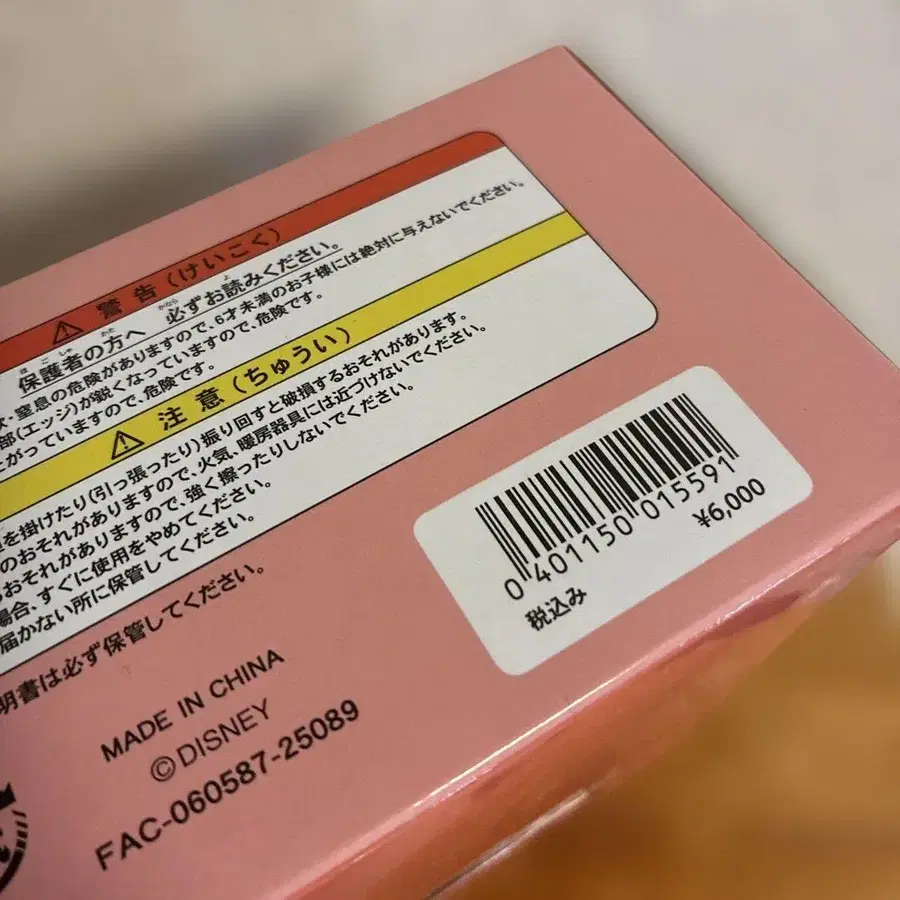 警告(けいこく)
保護者の方へ 必ずお読みください。
窒息の危険がありますので、6才未満のお子様には絶対に与えないでください。
部(エッジ)が鋭くなっていますので、危険です。
がっていますので、危険です。
注意(ちゅうい)
を掛けたり(引っ張ったり)振り回すと破損するおそれがあります。
のおそれがありますので、火気、暖房器具には近づけないでください。
おそれがありますので、強く擦ったりしないでください。
場合、すぐに使用をやめてください。
届かない所に保管してください。
明書は必ず保管してください。
MADE IN CHINA
©DISNEY
FAC-060587-25089
0 401150 015591
¥6,000
税込み